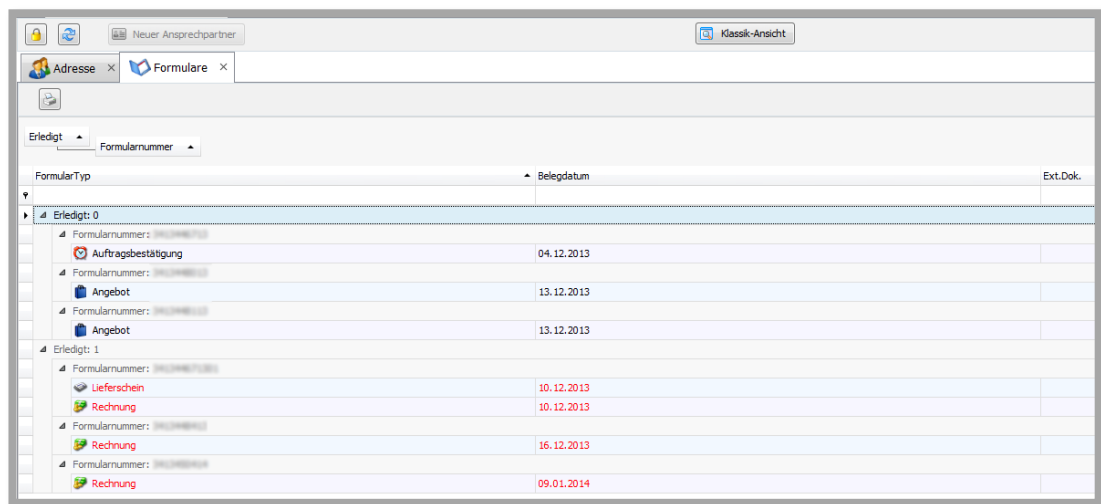 Neuer Ansprechpartner Klassik-Ansicht
Adresse × Formulare ×
Erledigt
Formularnummer
FormularTyp Belegdatum Ext.Dok.
Erledigt: 0
Formularnummer:
Auftragsbestätigung 04.12.2013
Formularnummer:
Angebot 13.12.2013
Formularnummer:
Angebot 13.12.2013
Erledigt: 1
Formularnummer:
Lieferschein 10.12.2013
Rechnung 10.12.2013
Formularnummer:
Rechnung 16.12.2013
Formularnummer:
Rechnung 09.01.2014